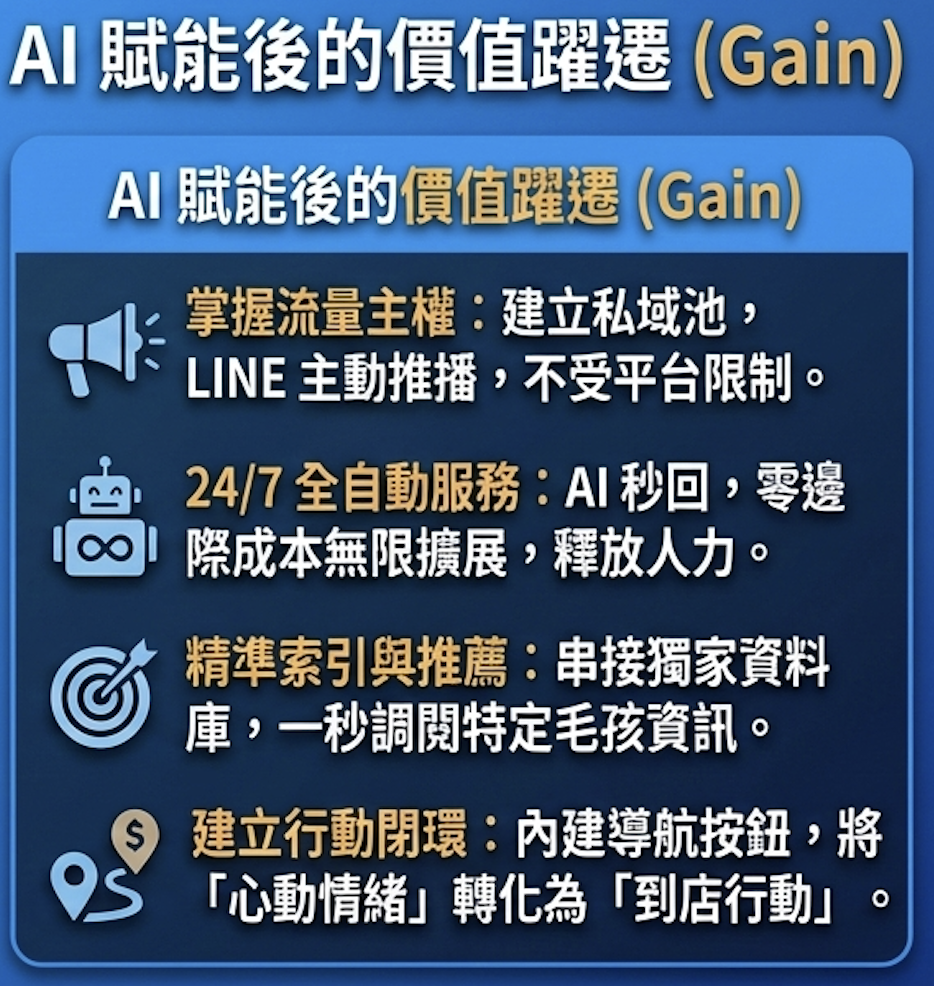 AI 賦能後的價值躍遷 (Gain)
AI 賦能後的價值躍遷 (Gain)
掌握流量主權：建立私域池，
LINE 主動推播，不受平台限制。
24/7 全自動服務：AI 秒回，零邊
際成本無限擴展，釋放人力。
精準索引與推薦：串接獨家資料
庫，一秒調閱特定毛孩資訊。
建立行動閉環：內建導航按鈕，將
「心動情緒」轉化為「到店行動」。
$